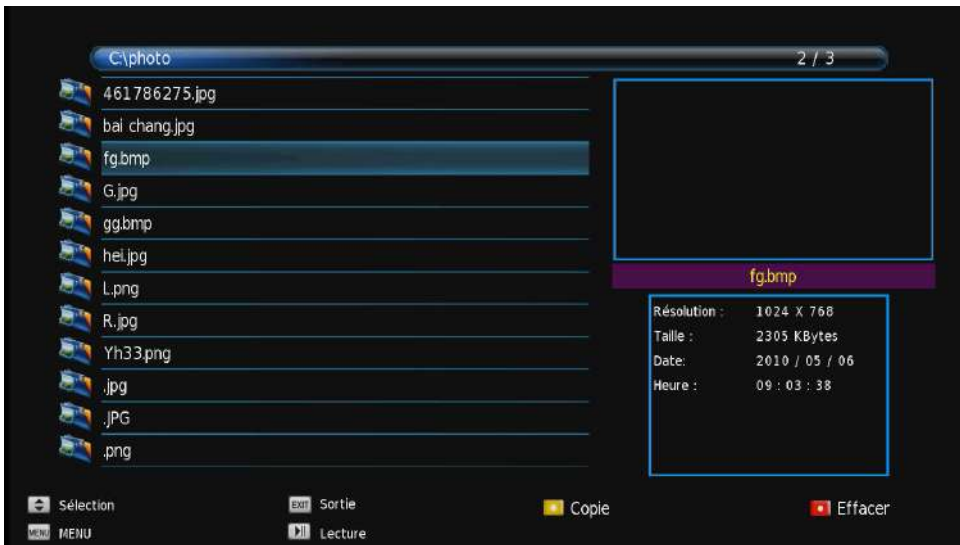 C:\photo 2 / 3
461786275.jpg
bai chang.jpg
fg.bmp
G.jpg
gg.bmp
hei.jpg
L.png
R.jpg
Yh33.png
.jpg
.JPG
.png
fg.bmp
Résolution : 1024 X 768
Taille : 2305 KBytes
Date: 2010 / 05 / 06
Heure : 09 : 03 : 38
Sélection EXIT Sortie Copie Effacer
MENU MENU Lecture